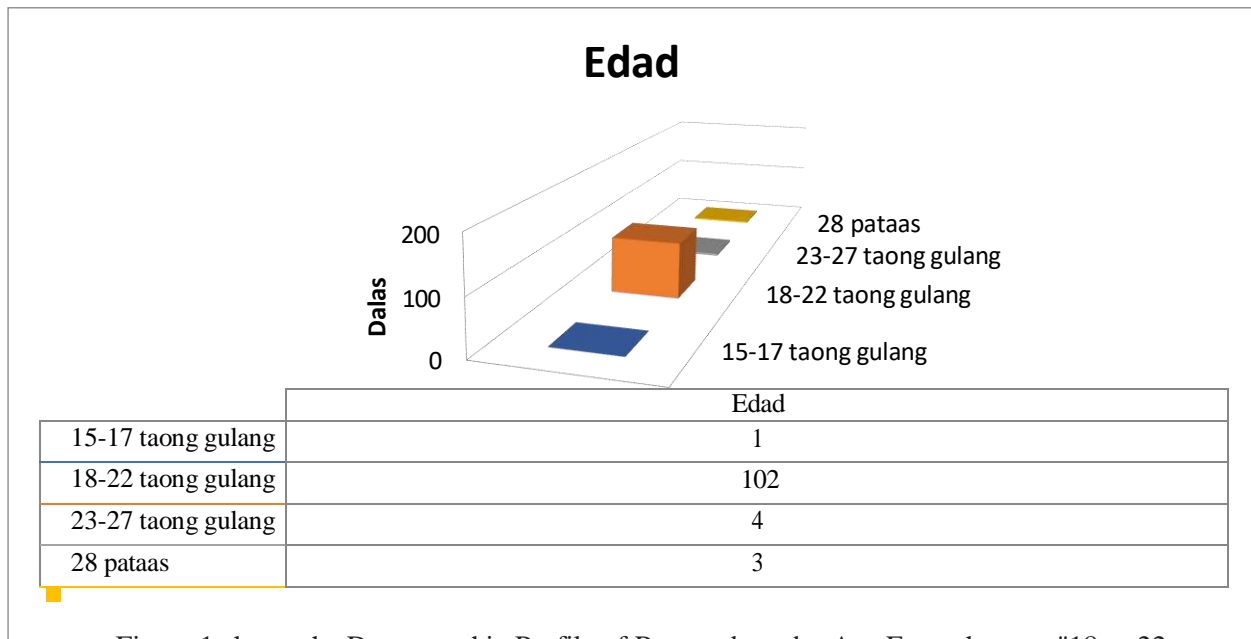 Edad
200
100
0
Dalas
28 pataas
23-27 taong gulang
18-22 taong gulang
15-17 taong gulang
Edad
15-17 taong gulang 1
18-22 taong gulang 102
23-27 taong gulang 4
28 pataas 3